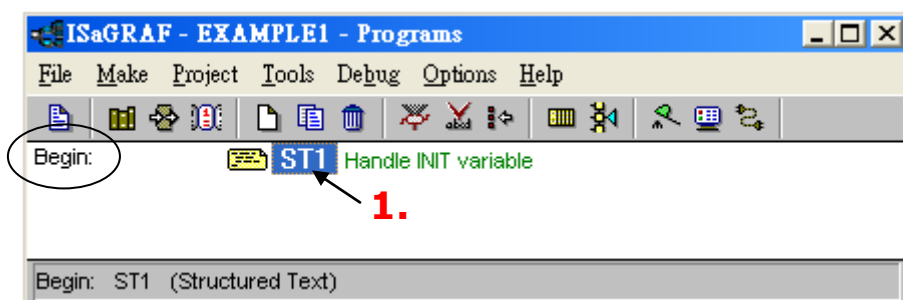 ISaGRAF - EXAMPLE1 - Programs
File Make Project Tools Debug Options Help
Begin: ST1 Handle INIT variable
1.
Begin: ST1 (Structured Text)